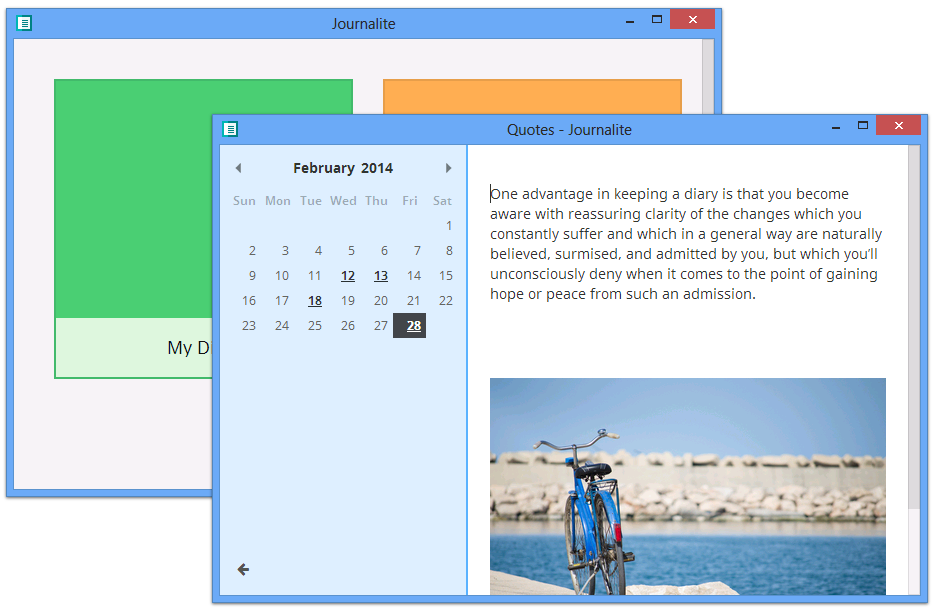 Journalite
My Di
Quotes - Journalite
February 2014
Sun Mon Tue Wed Thu Fri Sat
1
2 3 4 5 6 7 8
9 10 11 12 13 14 15
16 17 18 19 20 21 22
23 24 25 26 27 28
One advantage in keeping a diary is that you become
aware with reassuring clarity of the changes which you
constantly suffer and which in a general way are naturally
believed, surmised, and admitted by you, but which you'll
unconsciously deny when it comes to the point of gaining
hope or peace from such an admission.